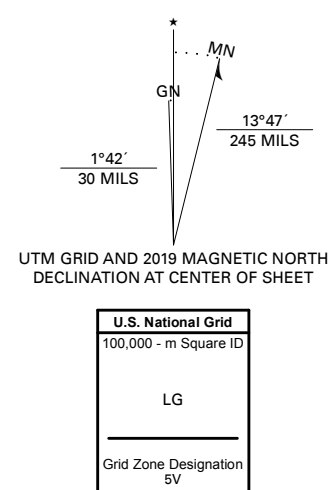 ★
MN
GN
13°47´
245 MILS
1°42´
30 MILS
UTM GRID AND 2019 MAGNETIC NORTH
DECLINATION AT CENTER OF SHEET
U.S. National Grid
100,000 - m Square ID
LG
Grid Zone Designation
5V